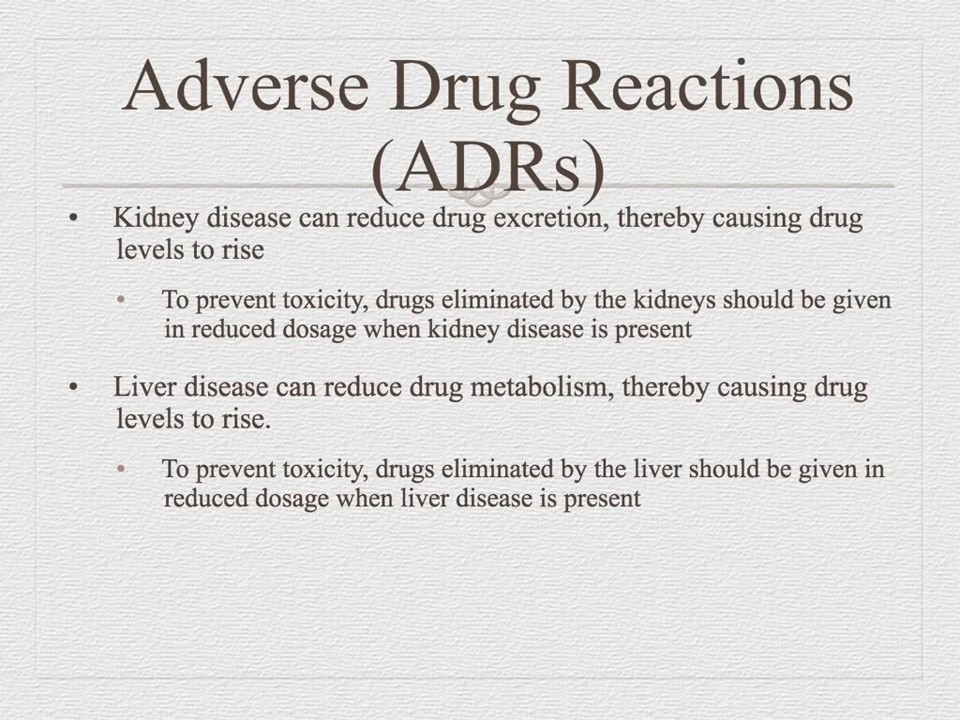 Adverse Drug Reactions
(ADRs)
• Kidney disease can reduce drug excretion, thereby causing drug
levels to rise
• To prevent toxicity, drugs eliminated by the kidneys should be given
in reduced dosage when kidney disease is present
• Liver disease can reduce drug metabolism, thereby causing drug
levels to rise.
• To prevent toxicity, drugs eliminated by the liver should be given in
reduced dosage when liver disease is present